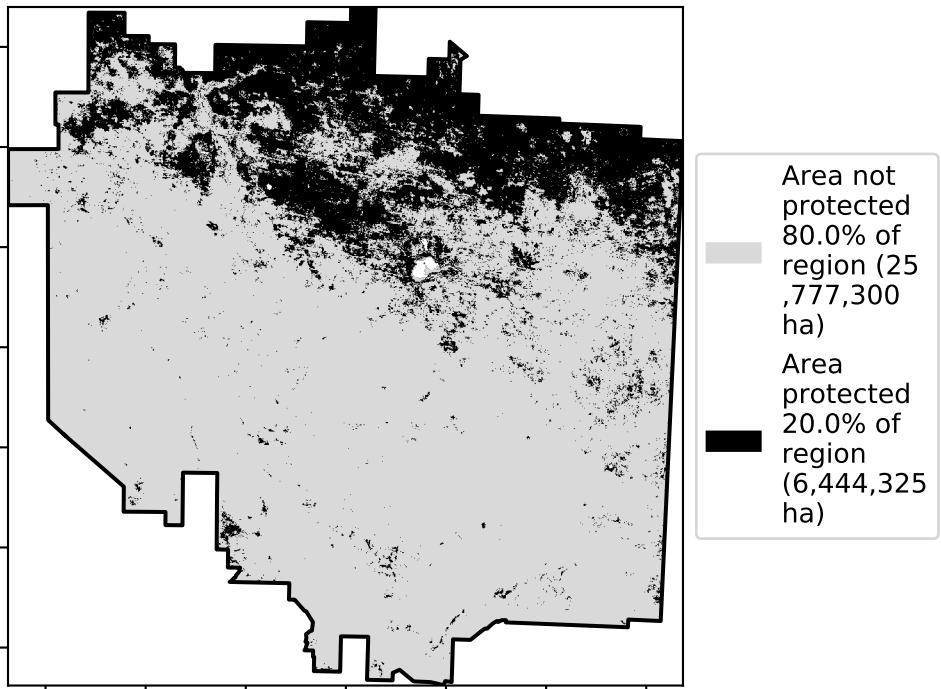 Area not
protected
80.0% of
region (25
,777,300
ha)
Area
protected
20.0% of
region
(6,444,325
ha)